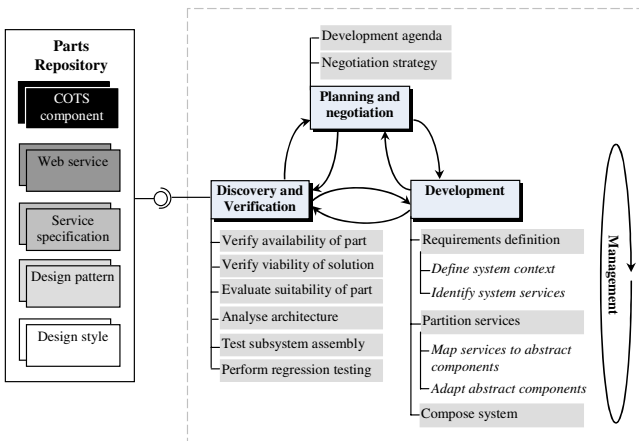 Parts
Repository
COTS
component
Web service
Service
specification
Design pattern
Design style
Development agenda
Negotiation strategy
Planning and
negotiation
Discovery and
Verification
Verify availability of part
Verify viability of solution
Evaluate suitability of part
Analyse architecture
Test subsystem assembly
Perform regression testing
Development
Requirements definition
Define system context
Identify system services
Partition services
Map services to abstract
components
Adapt abstract components
Compose system
Management